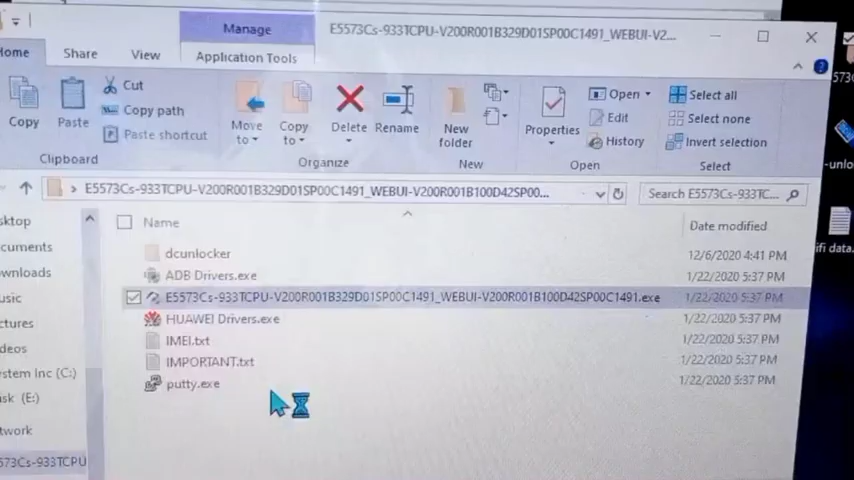 Manage
E5573Cs-933TCPU-V200R001B329D01SP00C1491_WEBUI-V2...
Home
Share
View
Application Tools
Copy
Paste
Cut
Copy path
Paste shortcut
Clipboard
Move to
Copy to
Delete
Rename
Organize
New folder
New
Properties
Open
Edit
History
Open
Select all
Select none
Invert selection
Select
E5573Cs-933TCPU-V200R001B329D01SP00C1491_WEBUI-V200R001B100D42SP00...
Search E5573Cs-933TC...
Name
Date modified
dcunlocker
12/6/2020 4:41 PM
ADB Drivers.exe
1/22/2020 5:37 PM
E5573Cs-933TCPU-V200R001B329D01SP00C1491_WEBUI-V200R001B100D42SP00C1491.exe
1/22/2020 5:37 PM
HUAWEI Drivers.exe
1/22/2020 5:37 PM
IMEI.txt
1/22/2020 5:37 PM
IMPORTANT.txt
1/22/2020 5:37 PM
putty.exe
1/22/2020 5:37 PM
sktop
cuments
wnloads
usic
ctures
deos
stem Inc (C:)
sk (E:)
twork
573Cs-933TCPU
573C
-unlo
ifi data.